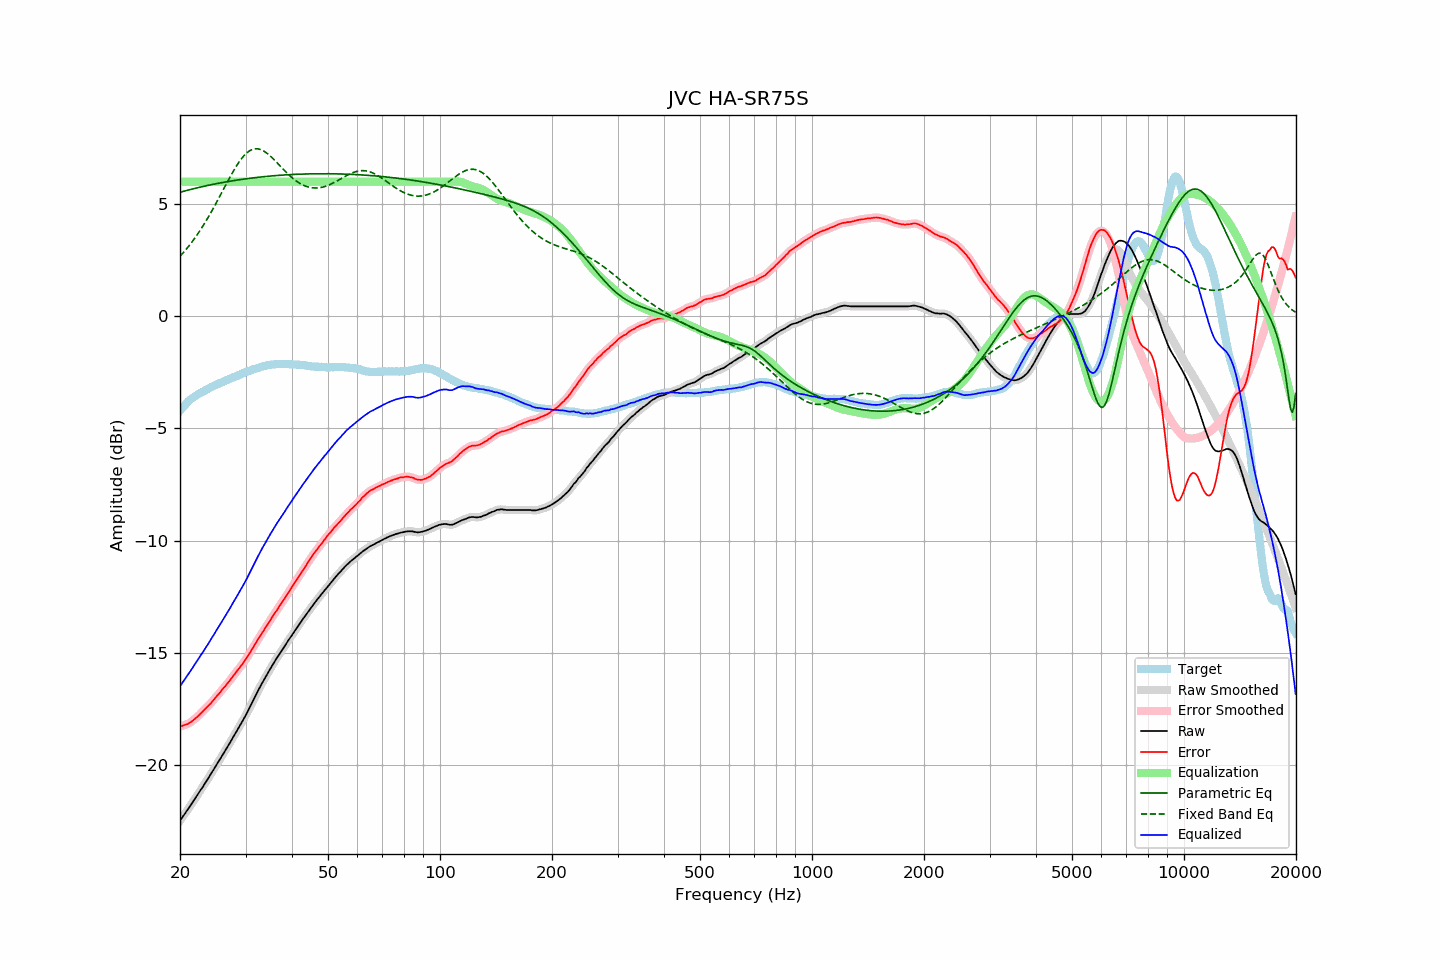 JVC HA-SR75S
Amplitude (dBr)
5
0
−5
−10
−15
−20
20
50
100
200
500
1000
2000
5000
10000
20000
Frequency (Hz)
Target
Raw Smoothed
Error Smoothed
Raw
Error
Equalization
Parametric Eq
Fixed Band Eq
Equalized